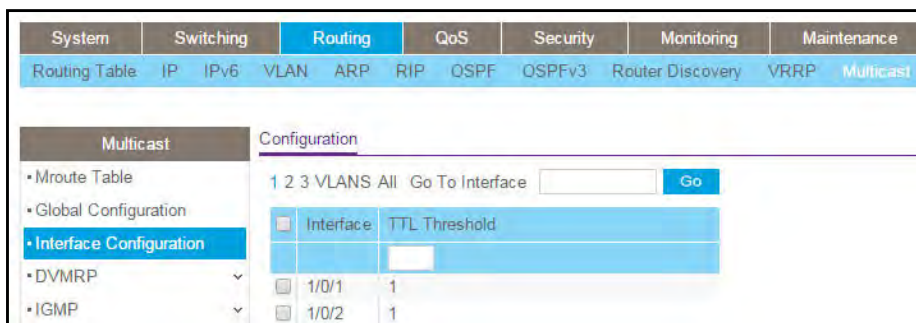 System Switching Routing QoS Security Monitoring Maintenance
Routing Table IP IPv6 VLAN ARP RIP OSPF OSPFv3 Router Discovery VRRP Multicast
Multicast
• Mroute Table
• Global Configuration
• Interface Configuration
• DVMRP
• IGMP
Configuration
1 2 3 VLANS All Go To Interface Go
Interface TTL Threshold
1/0/1 1
1/0/2 1